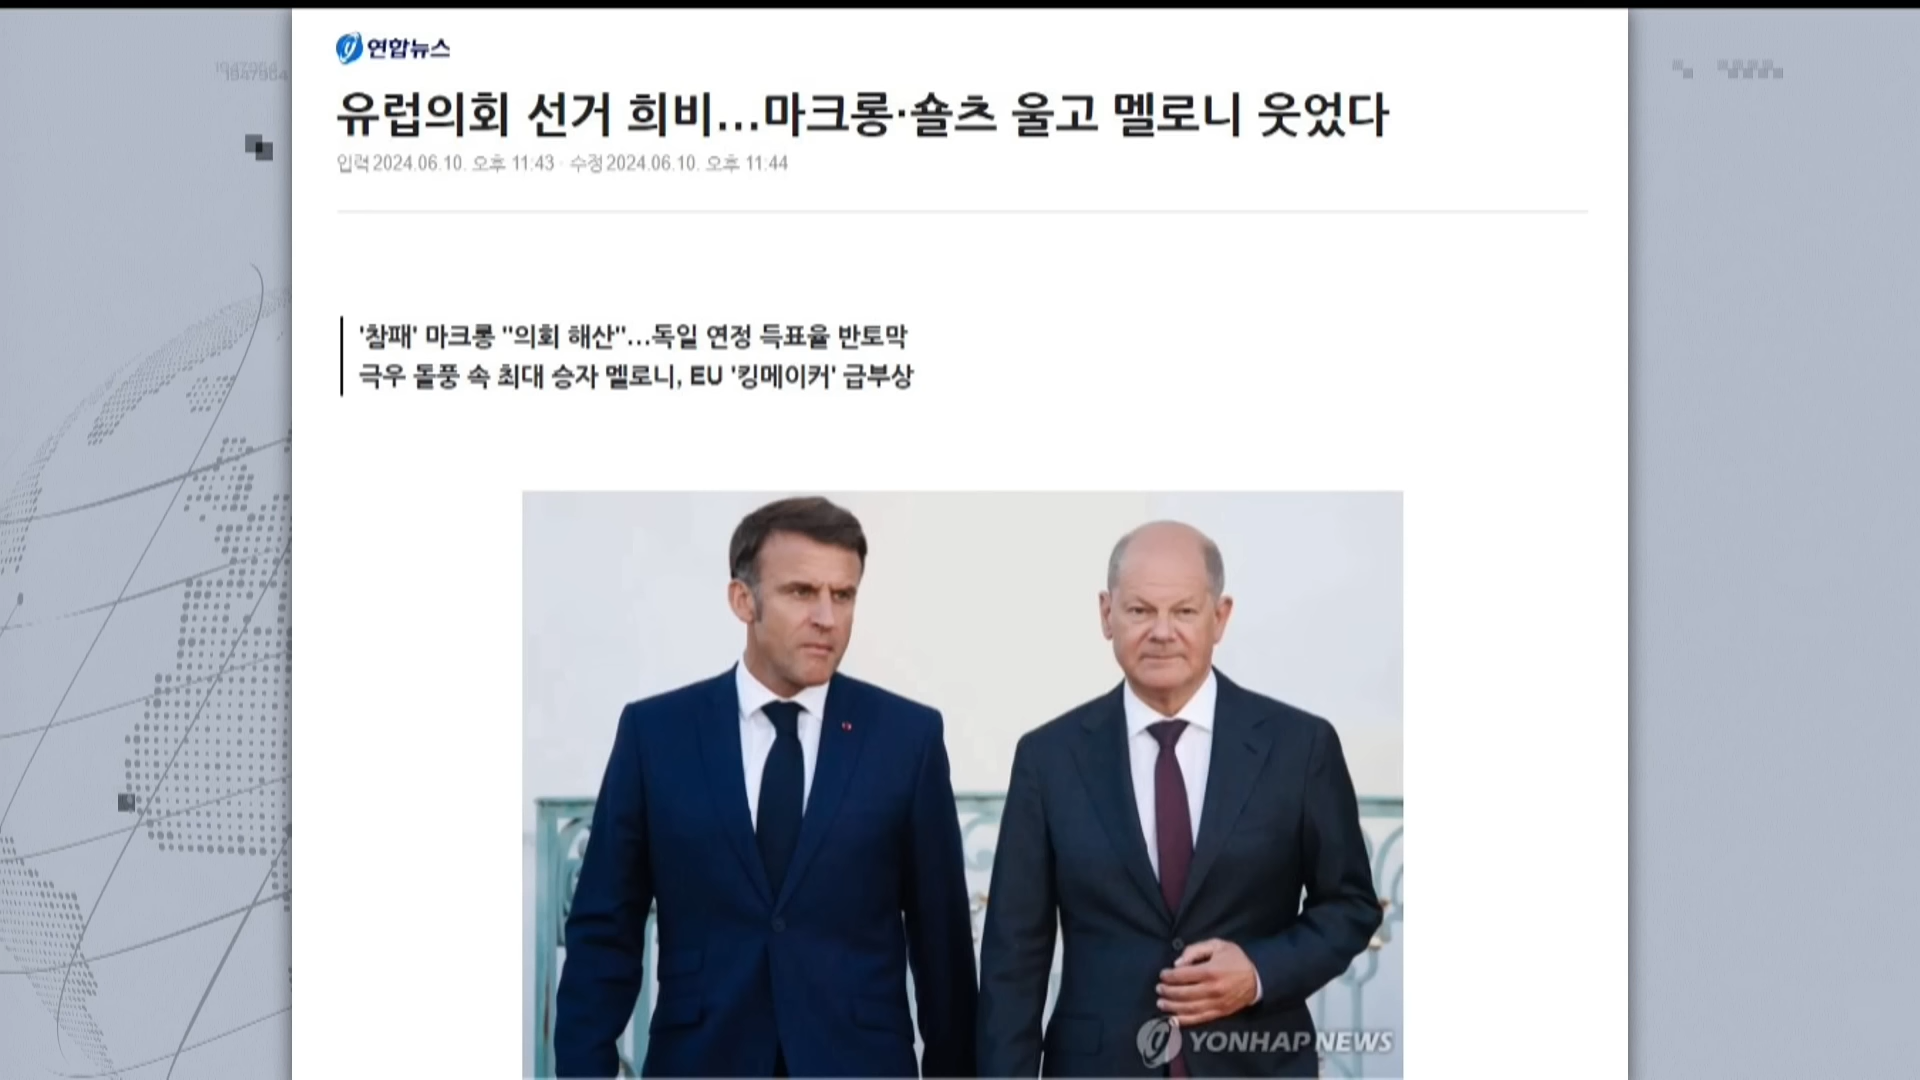 연합뉴스
유럽의회 선거 희비...마크롱·숄츠 울고 멜로니 웃었다
입력 2024.06.10. 오후 11:43 · 수정 2024.06.10. 오후 11:44
'참패' 마크롱 "의회 해산"...독일 연정 득표율 반토막
극우 돌풍 속 최대 승자 멜로니, EU '킹메이커' 급부상
YONHAP NEWS